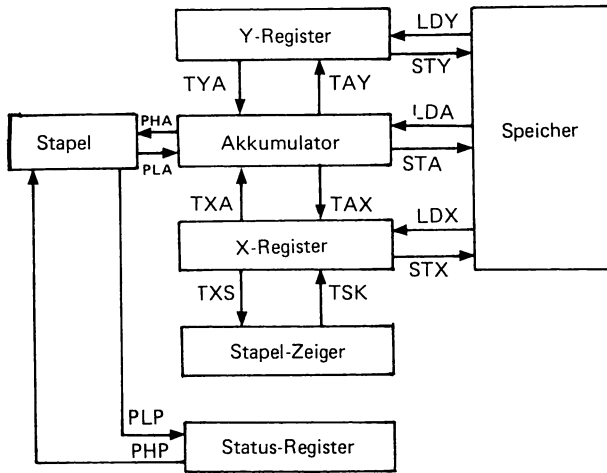 LDY
Y-Register
STY
TYA
TAY
PHA
LDA
Stapel
Akkumulator
Speicher
PLA
STA
TXA
TAX
LDX
X-Register
STX
TXS
TSK
Stapel-Zeiger
PLP
Status-Register
PHP